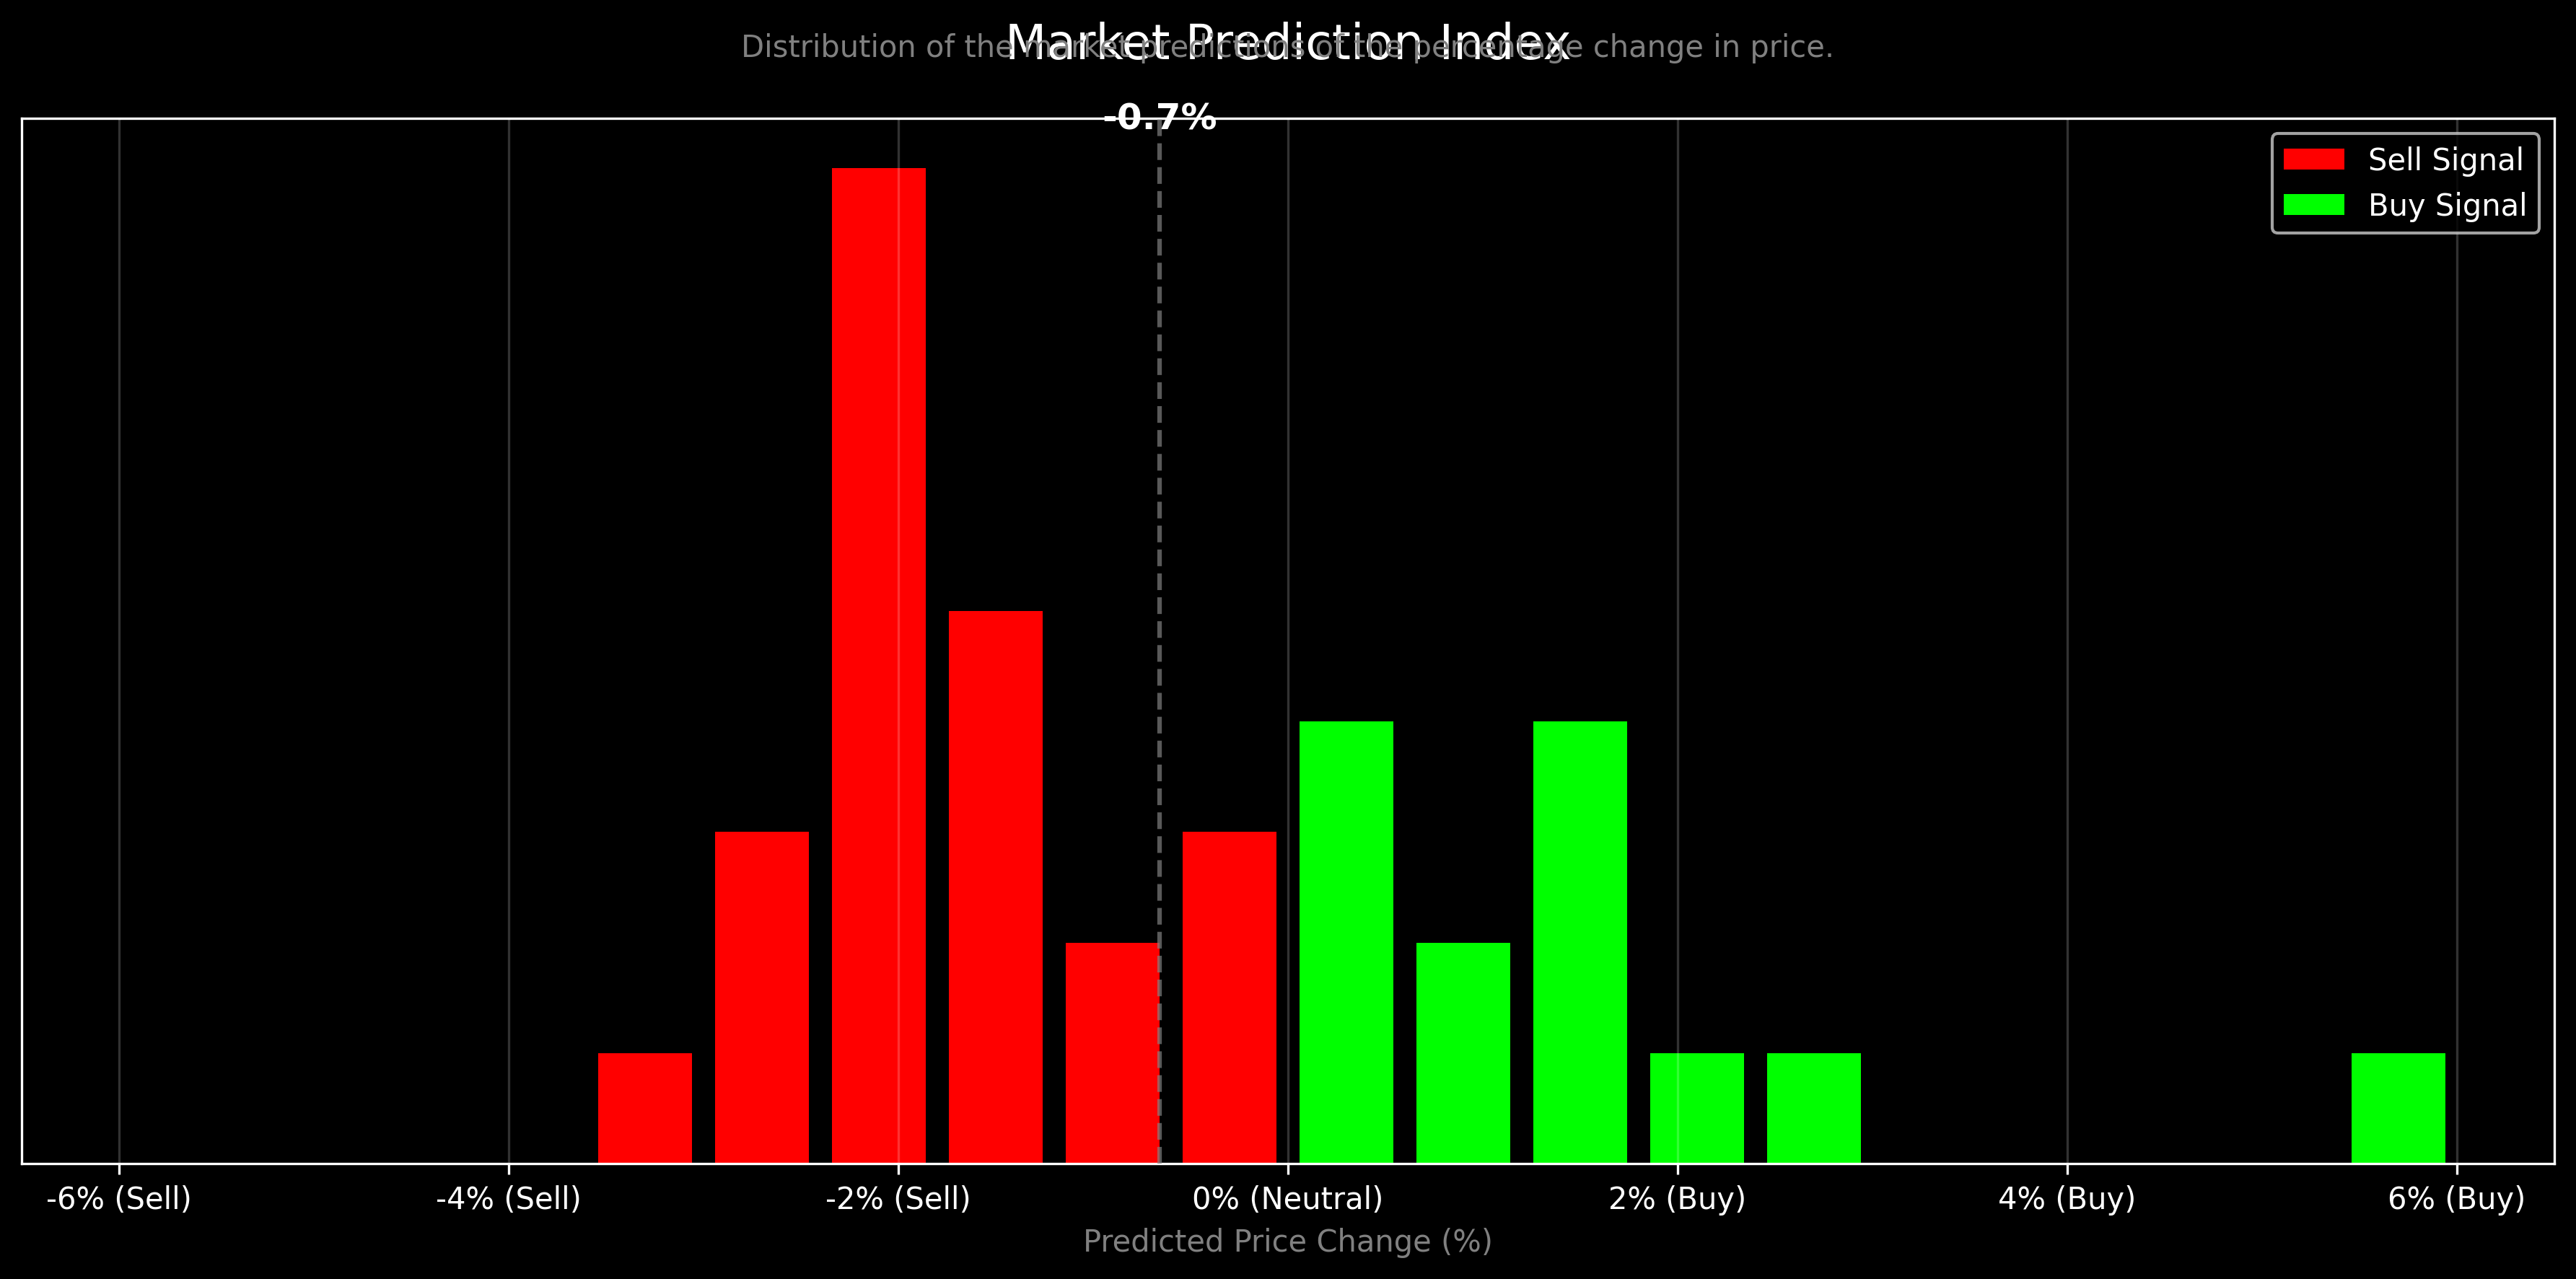 Market Prediction Index
Distribution of the market predictions of the percentage change in price.
-0.7%
Sell Signal
Buy Signal
-6% (Sell)
-4% (Sell)
-2% (Sell)
0% (Neutral)
2% (Buy)
4% (Buy)
6% (Buy)
Predicted Price Change (%)